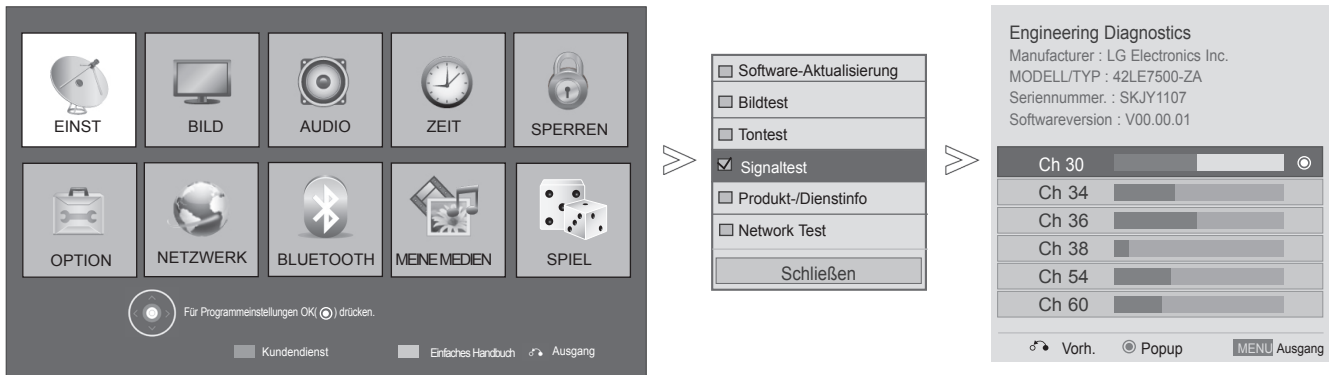 EINST
BILD
AUDIO
ZEIT
SPERREN
OPTION
NETZWERK
BLUETOOTH
MEINE MEDIEN
SPIEL
Für Programmeinstellungen OK( ) drücken.
Kundendienst
Einfaches Handbuch
Ausgang
Software-Aktualisierung
Bildtest
Tontest
Signaltest
Produkt-/Dienstinfo
Network Test
Schließen
Engineering Diagnostics
Manufacturer : LG Electronics Inc.
MODELL/TYP : 42LE7500-ZA
Seriennummer. : SKJY1107
Softwareversion : V00.00.01
Ch 30
Ch 34
Ch 36
Ch 38
Ch 54
Ch 60
Vorh.
Popup
MENU Ausgang